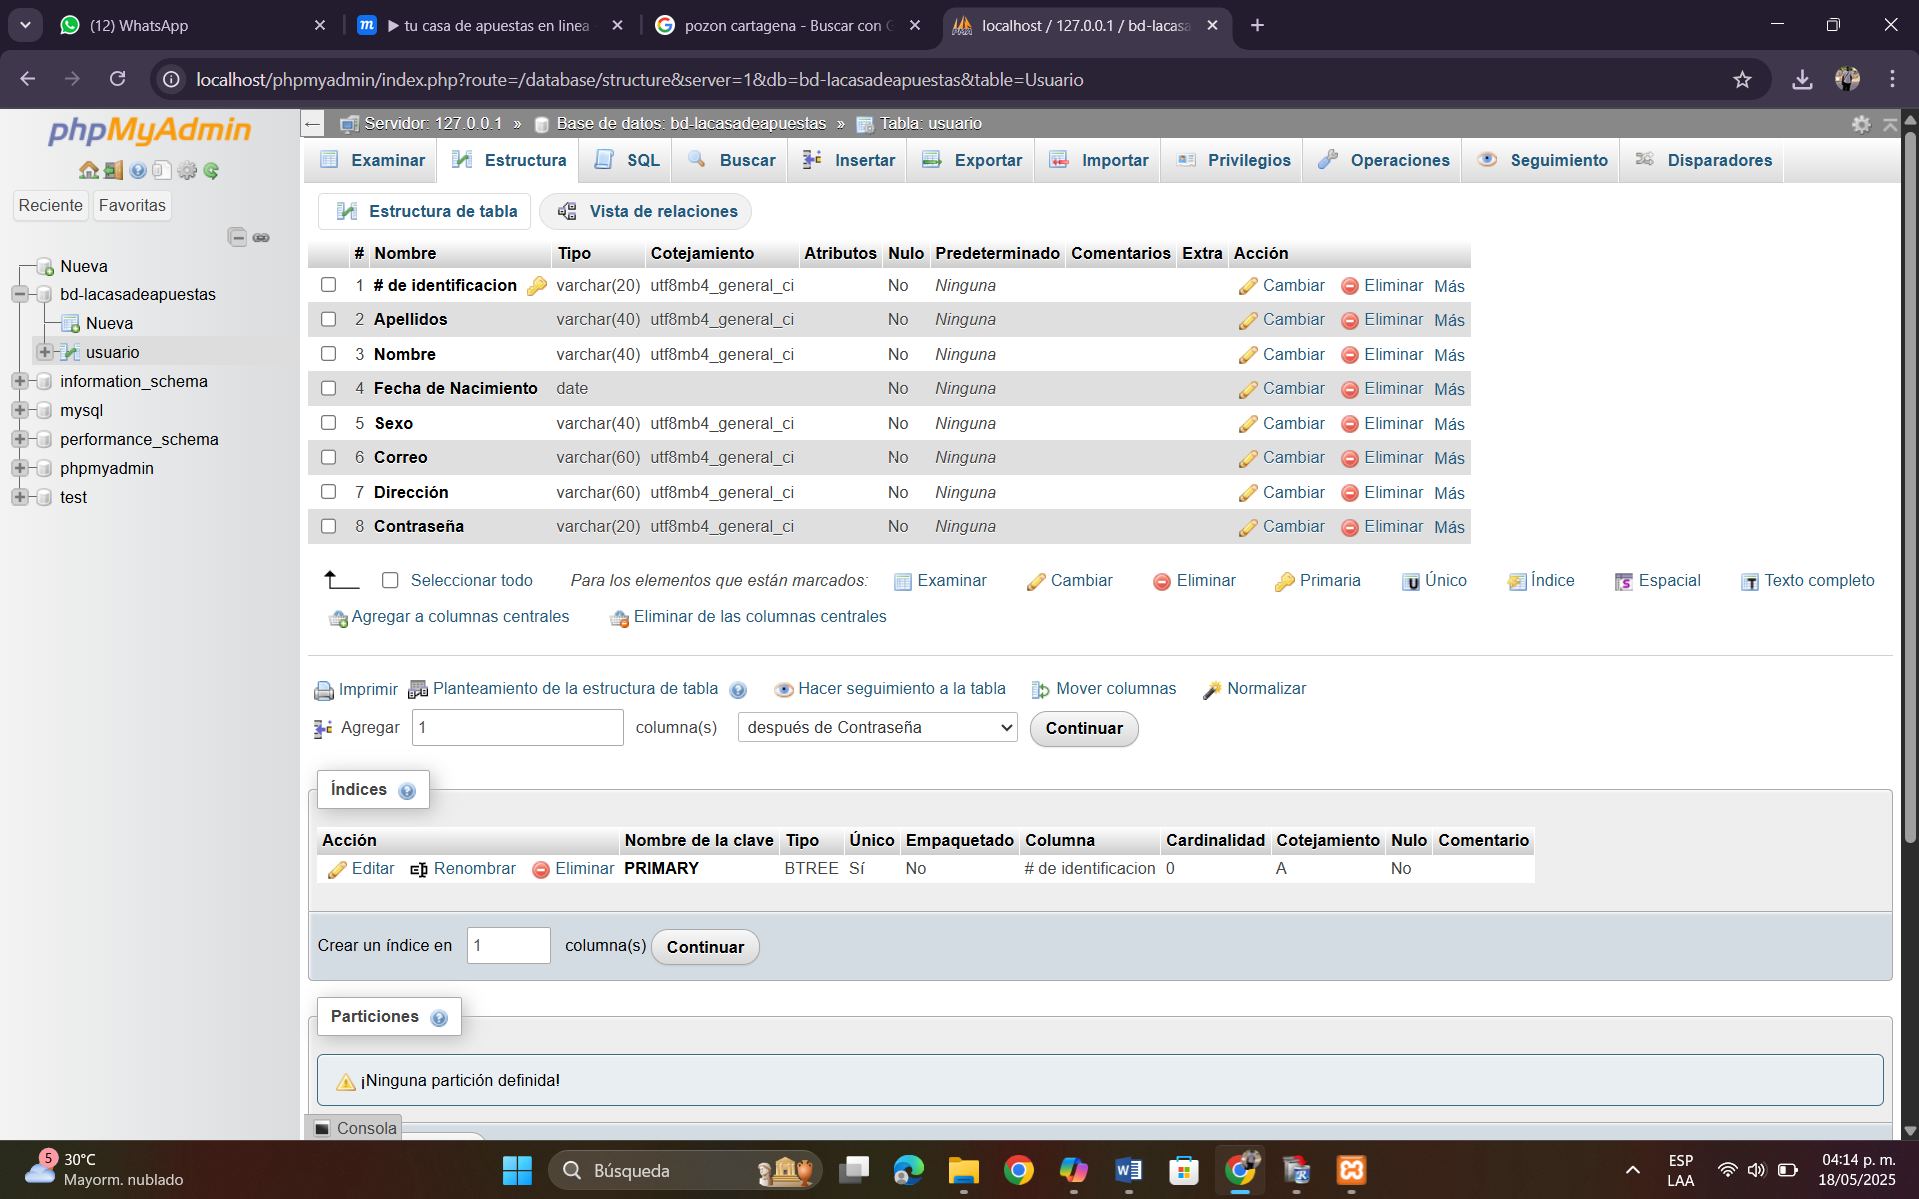 (12) WhatsApp
m ▶ tu casa de apuestas en linea
pozon cartagena - Buscar con G
localhost / 127.0.0.1 / bd-lacasa
localhost/phpmyadmin/index.php?route=/database/structure&server=1&db=bd-lacasadeapuestas&table=Usuario
phpMyAdmin
Reciente Favoritas
Nueva
bd-lacasadeapuestas
Nueva
usuario
information_schema
mysql
performance_schema
phpmyadmin
test
Servidor: 127.0.0.1 » Base de datos: bd-lacasadeapuestas » Tabla: usuario
Examinar Estructura SQL Buscar Insertar Exportar Importar Privilegios Operaciones Seguimiento Disparadores
Estructura de tabla Vista de relaciones
# Nombre Tipo Cotejamiento Atributos Nulo Predeterminado Comentarios Extra Acción
1 # de identificacion varchar(20) utf8mb4_general_ci No Ninguna Cambiar Eliminar Más
2 Apellidos varchar(40) utf8mb4_general_ci No Ninguna Cambiar Eliminar Más
3 Nombre varchar(40) utf8mb4_general_ci No Ninguna Cambiar Eliminar Más
4 Fecha de Nacimiento date No Ninguna Cambiar Eliminar Más
5 Sexo varchar(40) utf8mb4_general_ci No Ninguna Cambiar Eliminar Más
6 Correo varchar(60) utf8mb4_general_ci No Ninguna Cambiar Eliminar Más
7 Dirección varchar(60) utf8mb4_general_ci No Ninguna Cambiar Eliminar Más
8 Contraseña varchar(20) utf8mb4_general_ci No Ninguna Cambiar Eliminar Más
Seleccionar todo Para los elementos que están marcados: Examinar Cambiar Eliminar Primaria Único Índice Espacial Texto completo
Agregar a columnas centrales Eliminar de las columnas centrales
Imprimir Planteamiento de la estructura de tabla Hacer seguimiento a la tabla Mover columnas Normalizar
Agregar 1 columna(s) después de Contraseña Continuar
Índices
Acción Nombre de la clave Tipo Único Empaquetado Columna Cardinalidad Cotejamiento Nulo Comentario
Editar Renombrar Eliminar PRIMARY BTREE Sí No # de identificacion 0 A No
Crear un índice en 1 columna(s) Continuar
Particiones
¡Ninguna partición definida!
Consola
5 30°C
Mayorm. nublado
Búsqueda
ESP
LAA
04:14 p. m.
18/05/2025